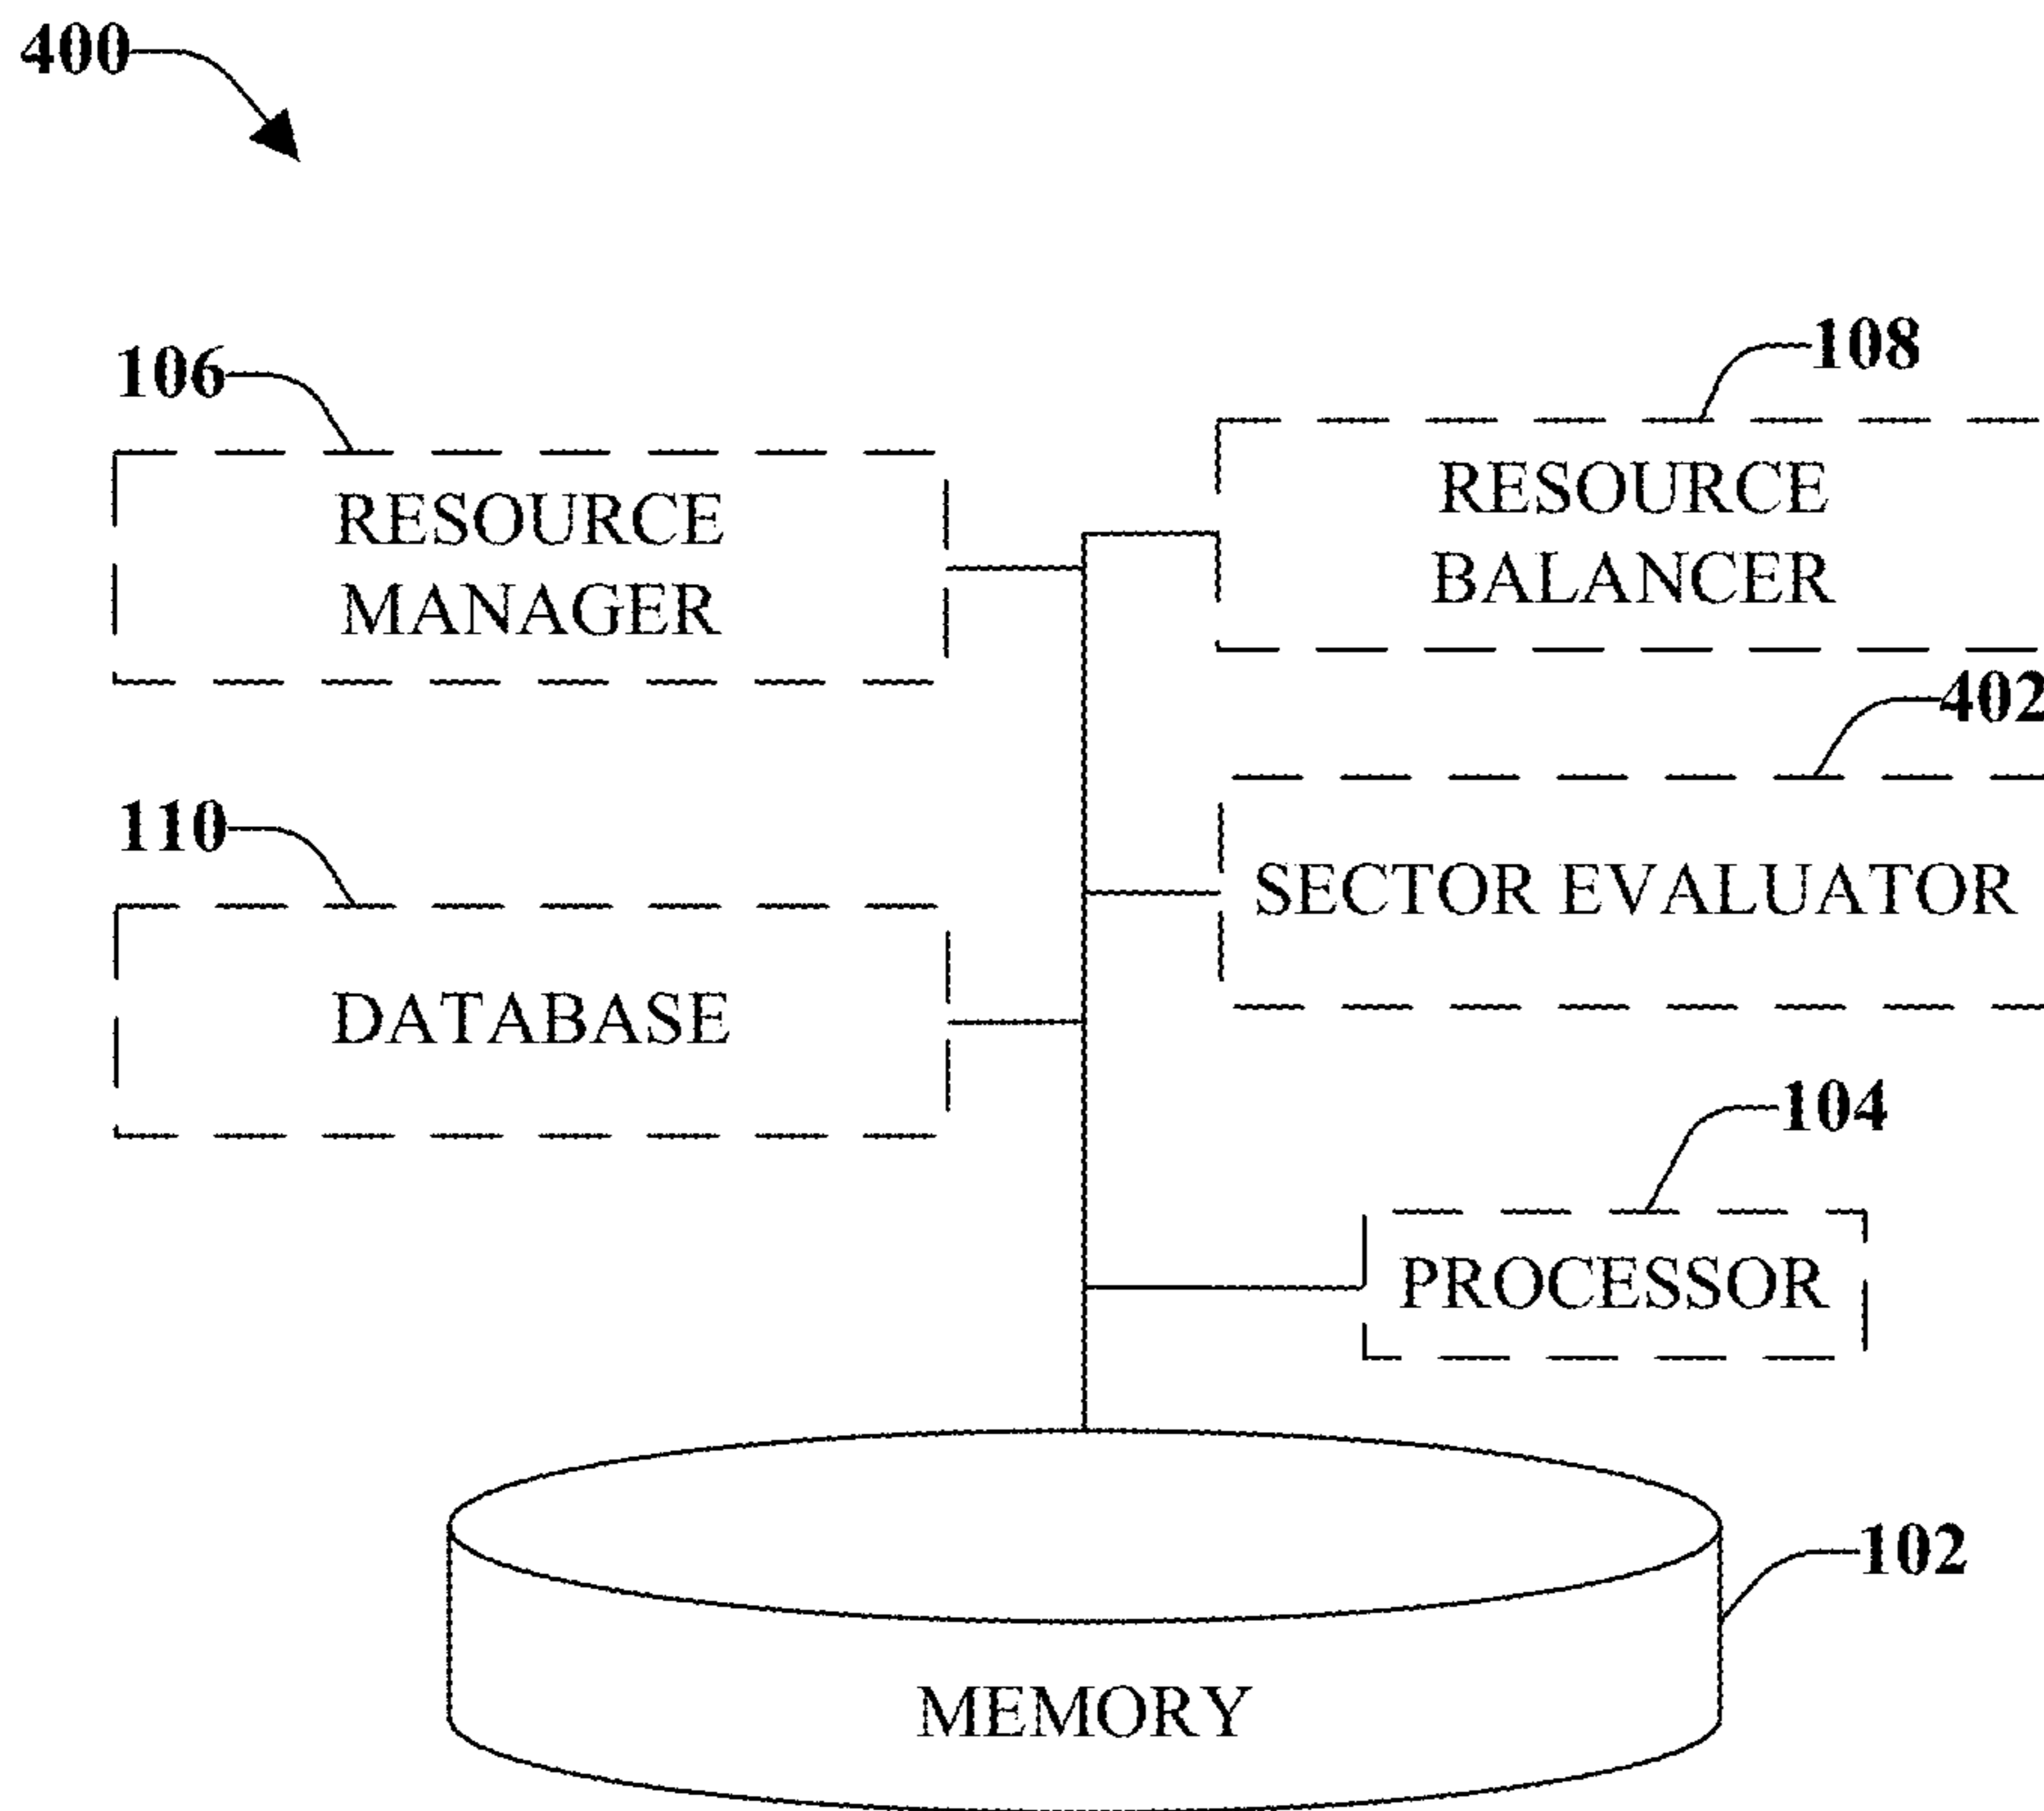 400
106
108
RESOURCE
MANAGER
RESOURCE
BALANCER
402
110
SECTOR EVALUATOR
DATABASE
104
PROCESSOR
102
MEMORY